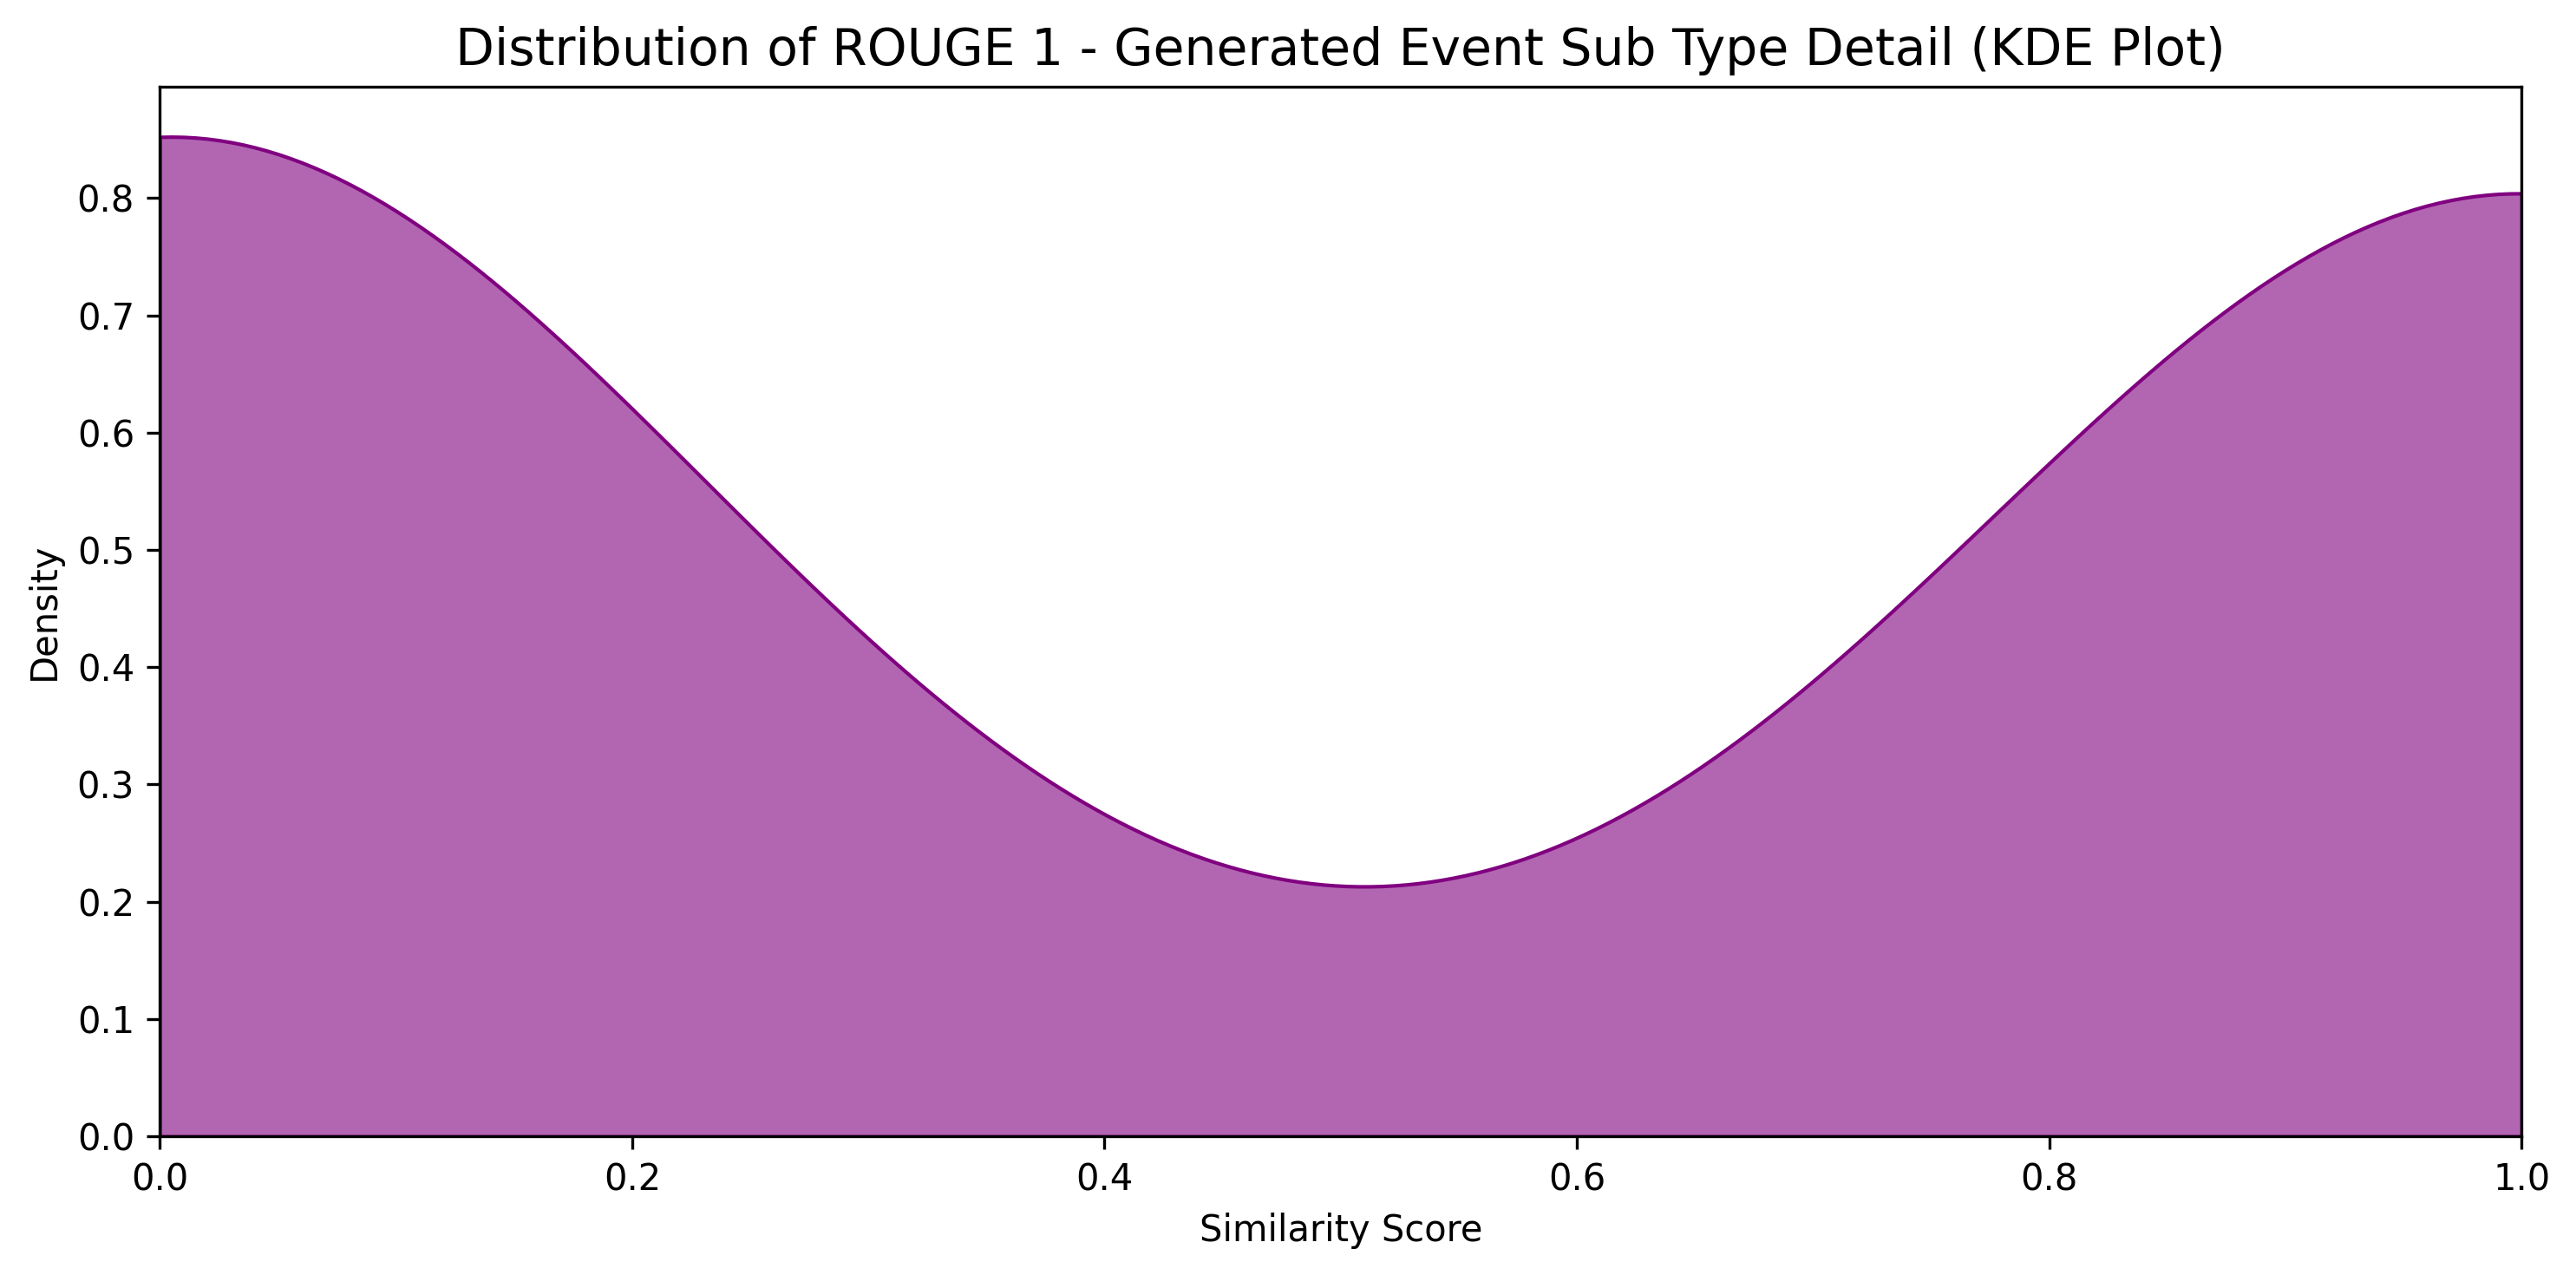 Distribution of ROUGE 1 - Generated Event Sub Type Detail (KDE Plot)
Density
0.8
0.7
0.6
0.5
0.4
0.3
0.2
0.1
0.0
0.0 0.2 0.4 0.6 0.8 1.0
Similarity Score